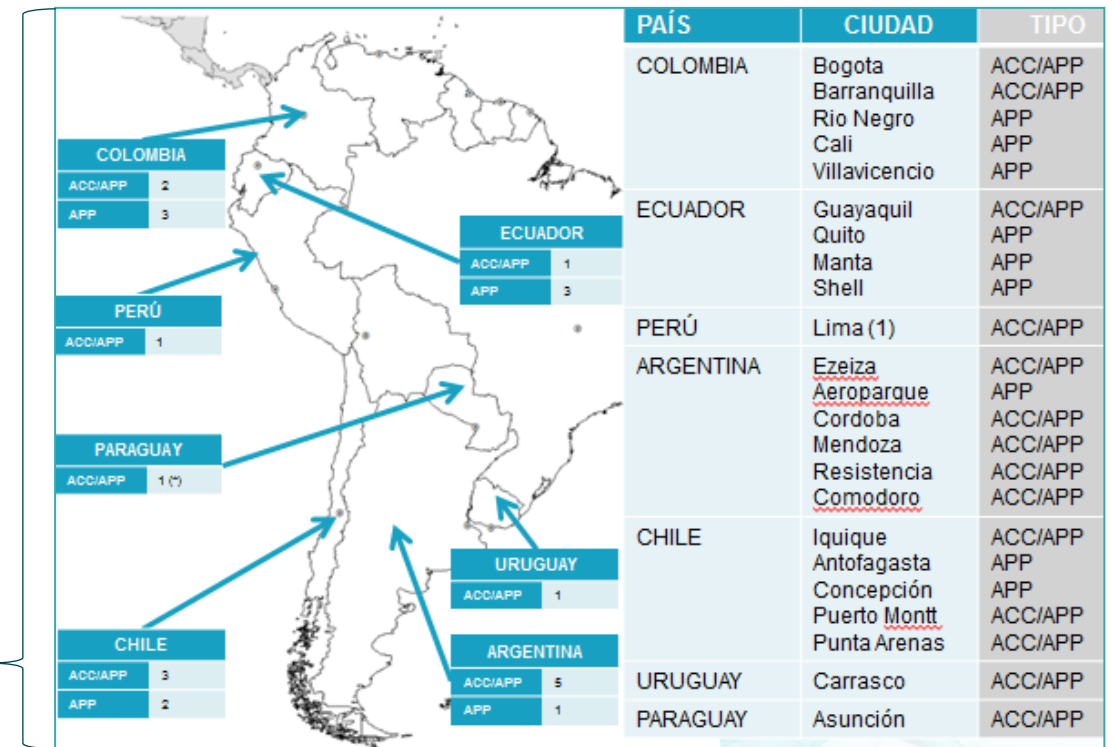 COLOMBIA
ACC/APP 2
APP 3
ECUADOR
ACC/APP 1
APP 3
PERÚ
ACC/APP 1
PARAGUAY
ACC/APP 1 (*)
URUGUAY
ACC/APP 1
CHILE
ACC/APP 3
APP 2
ARGENTINA
ACC/APP 5
APP 1
PAÍS CIUDAD TIPO
COLOMBIA Bogota ACC/APP
Barranquilla ACC/APP
Rio Negro APP
Cali APP
Villavicencio APP
ECUADOR Guayaquil ACC/APP
Quito APP
Manta APP
Shell APP
PERÚ Lima (1) ACC/APP
ARGENTINA Ezeiza ACC/APP
Aeroparque APP
Cordoba ACC/APP
Mendoza ACC/APP
Resistencia ACC/APP
Comodoro ACC/APP
CHILE Iquique ACC/APP
Antofagasta APP
Concepción APP
Puerto Montt ACC/APP
Punta Arenas ACC/APP
URUGUAY Carrasco ACC/APP
PARAGUAY Asunción ACC/APP